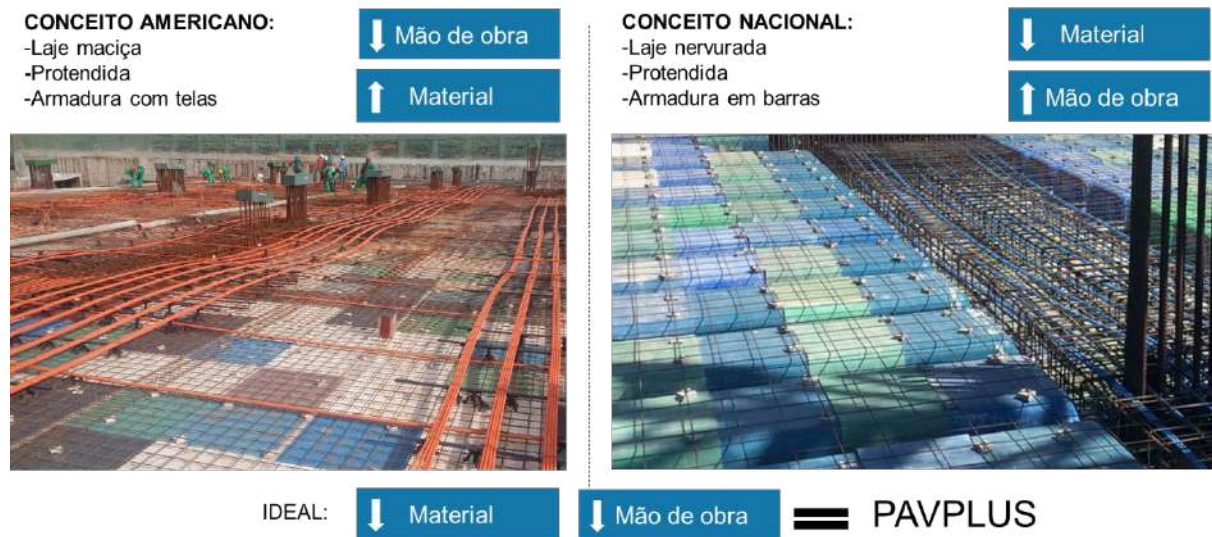 CONCEITO AMERICANO:
-Laje maciça
-Protendida
-Armadura com telas
↓ Mão de obra
↑ Material
CONCEITO NACIONAL:
-Laje nervurada
-Protendida
-Armadura em barras
↓ Material
↑ Mão de obra
IDEAL: ↓ Material ↓ Mão de obra = PAVPLUS